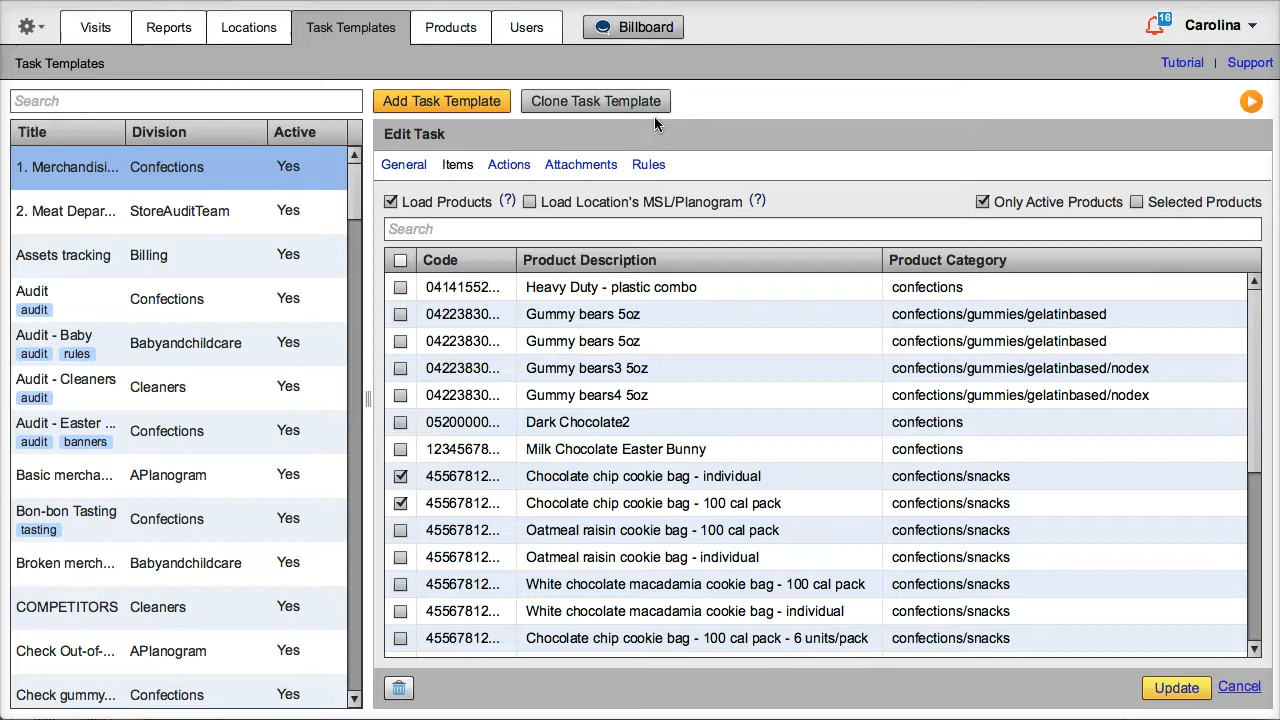 Visits Reports Locations Task Templates Products Users Billboard 16 Carolina
Task Templates Tutorial | Support
Search Add Task Template Clone Task Template
Title Division Active Edit Task
General Items Actions Attachments Rules
Load Products (?) Load Location's MSL/Planogram (?) Only Active Products Selected Products
Search
Code Product Description Product Category
04141552... Heavy Duty - plastic combo confections
04223830... Gummy bears 5oz confections/gummies/gelatinbased
04223830... Gummy bears 5oz confections/gummies/gelatinbased
04223830... Gummy bears3 5oz confections/gummies/gelatinbased/nodex
04223830... Gummy bears4 5oz confections/gummies/gelatinbased/nodex
05200000... Dark Chocolate2 confections
12345678... Milk Chocolate Easter Bunny confections
45567812... Chocolate chip cookie bag - individual confections/snacks
45567812... Chocolate chip cookie bag - 100 cal pack confections/snacks
45567812... Oatmeal raisin cookie bag - 100 cal pack confections/snacks
45567812... Oatmeal raisin cookie bag - individual confections/snacks
45567812... White chocolate macadamia cookie bag - 100 cal pack confections/snacks
45567812... White chocolate macadamia cookie bag - individual confections/snacks
45567812... Chocolate chip cookie bag - 100 cal pack - 6 units/pack confections/snacks
1. Merchandisi... Confections Yes
2. Meat Depar... StoreAuditTeam Yes
Assets tracking Billing Yes
Audit Confections Yes
audit
Audit - Baby Babyandchildcare Yes
audit rules
Audit - Cleaners Cleaners Yes
audit
Audit - Easter ... Confections Yes
audit banners
Basic mercha... APlanogram Yes
Bon-bon Tasting Confections Yes
tasting
Broken merch... Babyandchildcare Yes
COMPETITORS Cleaners Yes
Check Out-of-... APlanogram Yes
Check gummy... Confections Yes
Update Cancel